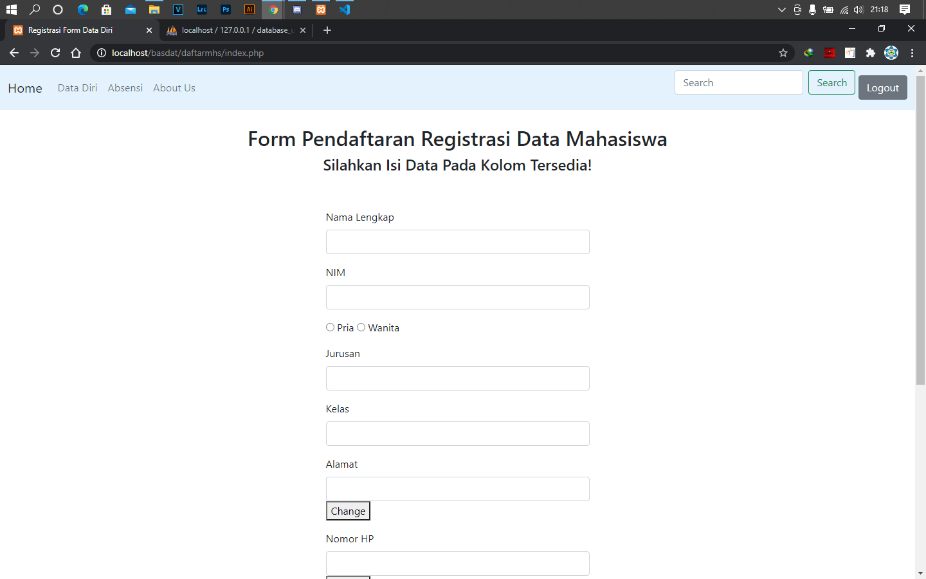 21:18
Registrasi Form Data Diri
localhost / 127.0.0.1 / database_
localhost/basdat/daftarmhs/index.php
Home Data Diri Absensi About Us Search Search Logout
Form Pendaftaran Registrasi Data Mahasiswa
Silahkan Isi Data Pada Kolom Tersedia!
Nama Lengkap
NIM
Pria Wanita
Jurusan
Kelas
Alamat
Change
Nomor HP